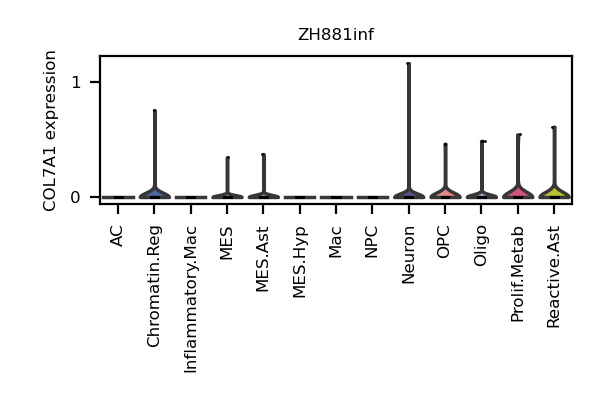 ZH881inf
COL7A1 expression
1
0
AC
Chromatin.Reg
Inflammatory.Mac
MES
MES.Ast
MES.Hyp
Mac
NPC
Neuron
OPC
Oligo
Prolif.Metab
Reactive.Ast